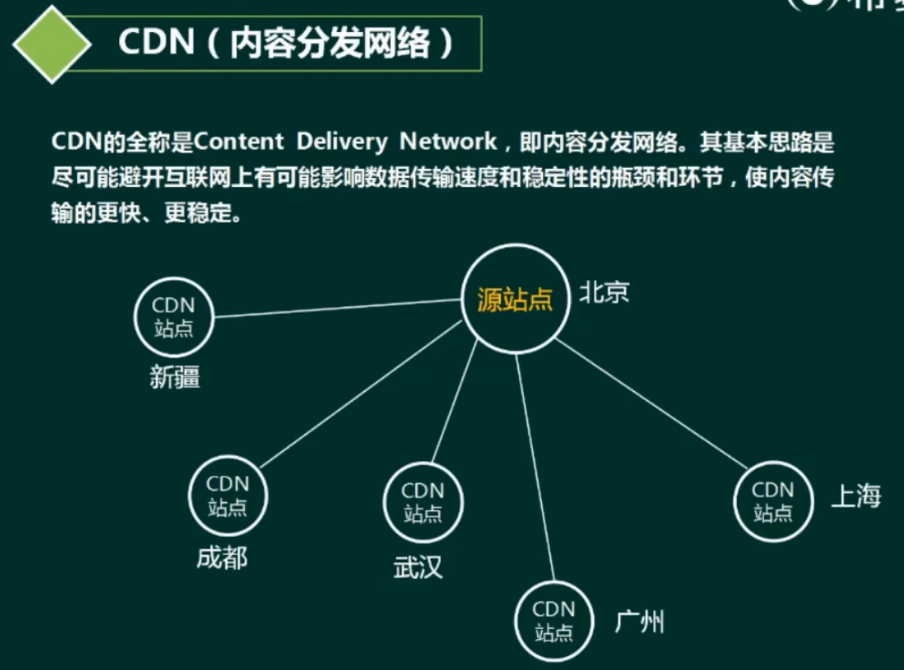 CDN（内容分发网络）
CDN的全称是Content Delivery Network，即内容分发网络。其基本思路是
尽可能避开互联网上有可能影响数据传输速度和稳定性的瓶颈和环节，使内容传
输的更快、更稳定。
源站点
北京
CDN
站点
新疆
CDN
站点
成都
CDN
站点
武汉
CDN
站点
上海
CDN
站点
广州